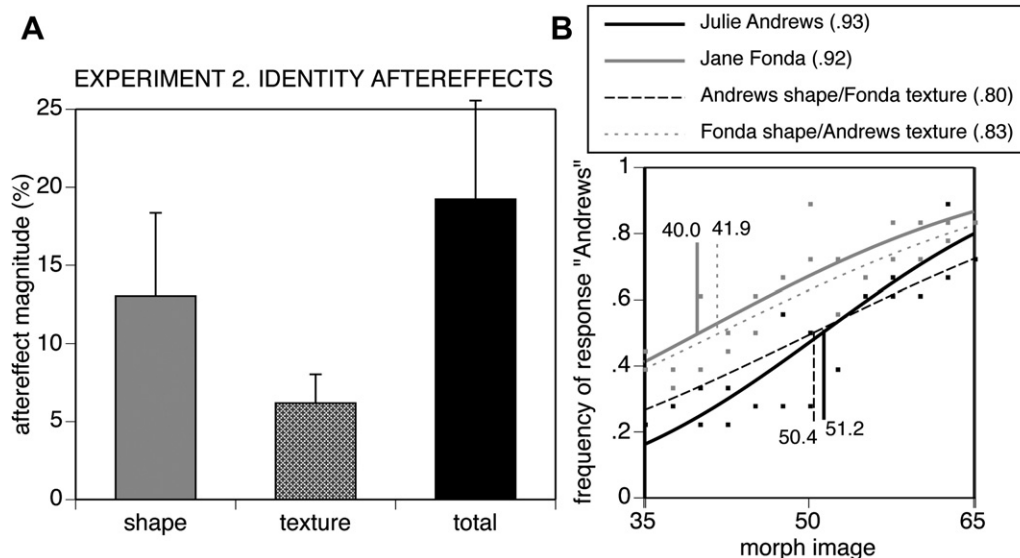 A
EXPERIMENT 2. IDENTITY AFTEREFFECTS
aftereffect magnitude (%)
25
20
15
10
5
0
shape texture total
B
Julie Andrews (.93)
Jane Fonda (.92)
Andrews shape/Fonda texture (.80)
Fonda shape/Andrews texture (.83)
frequency of response "Andrews"
1
.8
.6
.4
.2
0
40.0 41.9
50.4 51.2
35 50 65
morph image